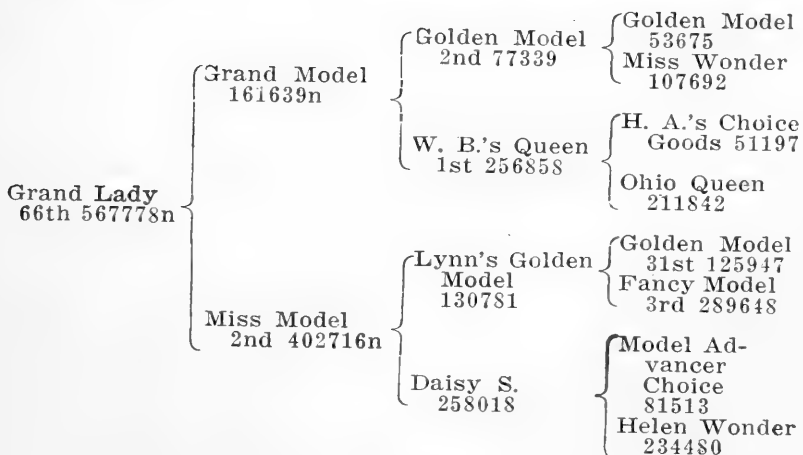 Grand Lady
66th 567778n
Grand Model
161639n
Miss Model
2nd 402716n
Golden Model
2nd 77339
W. B.'s Queen
1st 256858
Lynn's Golden
Model
130781
Daisy S.
258018
Golden Model
53675
Miss Wonder
107692
H. A.'s Choice
Goods 51197
Ohio Queen
211842
Golden Model
31st 125947
Fancy Model
3rd 289648
Model Ad-
vancer
Choice
81513
Helen Wonder
234480